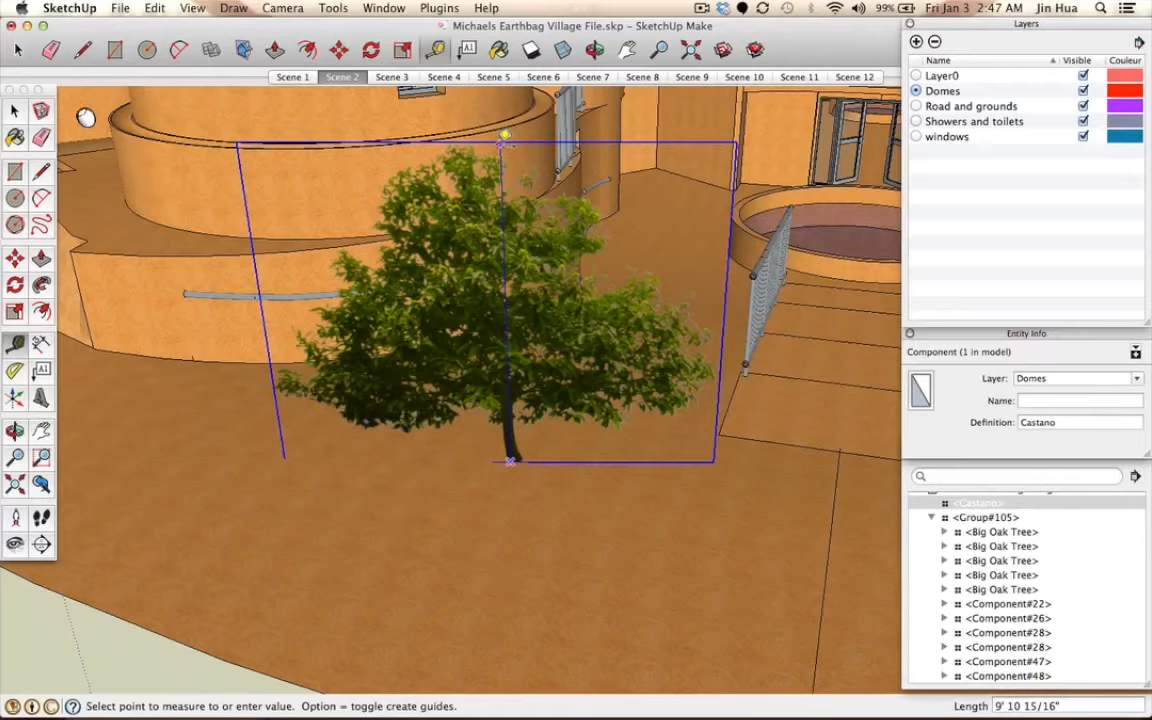 SketchUp File Edit View Draw Camera Tools Window Plugins Help 99% Fri Jan 3 2:47 AM Jin Hua
Michaels Earthbag Village File.skp – SketchUp Make
Layers
A1
Name Visible Couleur
Scene 1 Scene 2 Scene 3 Scene 4 Scene 5 Scene 6 Scene 7 Scene 8 Scene 9 Scene 10 Scene 11 Scene 12
Layer0
Domes
Road and grounds
Showers and toilets
windows
Entity Info
Component (1 in model)
A1
Layer: Domes
Name:
Definition: Castano
<Castano>
<Group#105>
<Big Oak Tree>
<Big Oak Tree>
<Big Oak Tree>
<Big Oak Tree>
<Big Oak Tree>
<Component#22>
<Component#26>
<Component#28>
<Component#28>
<Component#47>
<Component#48>
Select point to measure to or enter value. Option = toggle create guides.
Length 9' 10 15/16"